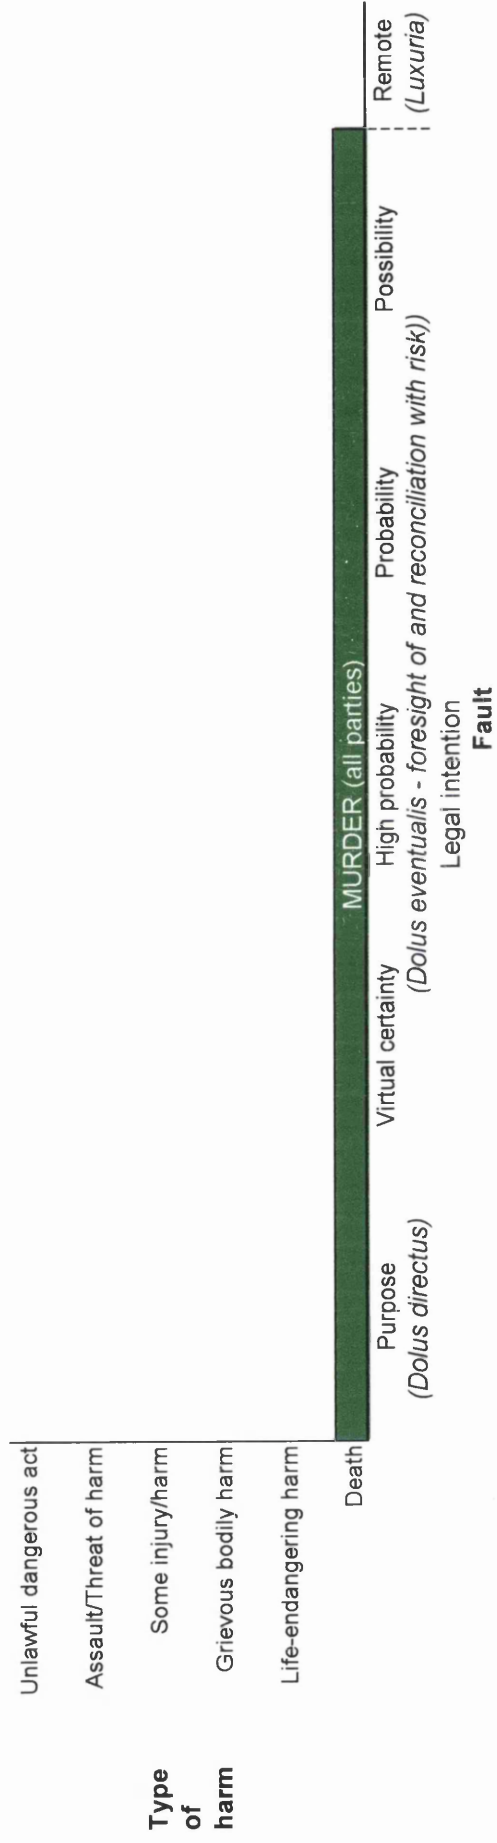 Type
of
harm
Unlawful dangerous act
Assault/Threat of harm
Some injury/harm
Grievous bodily harm
Life-endangering harm
Death
MURDER (all parties)
Purpose
(Dolus directus)
Virtual certainty
High probability
Probability
Possibility
Remote
(Luxuria)
(Dolus eventualis - foresight of and reconciliation with risk))
Legal intention
Fault